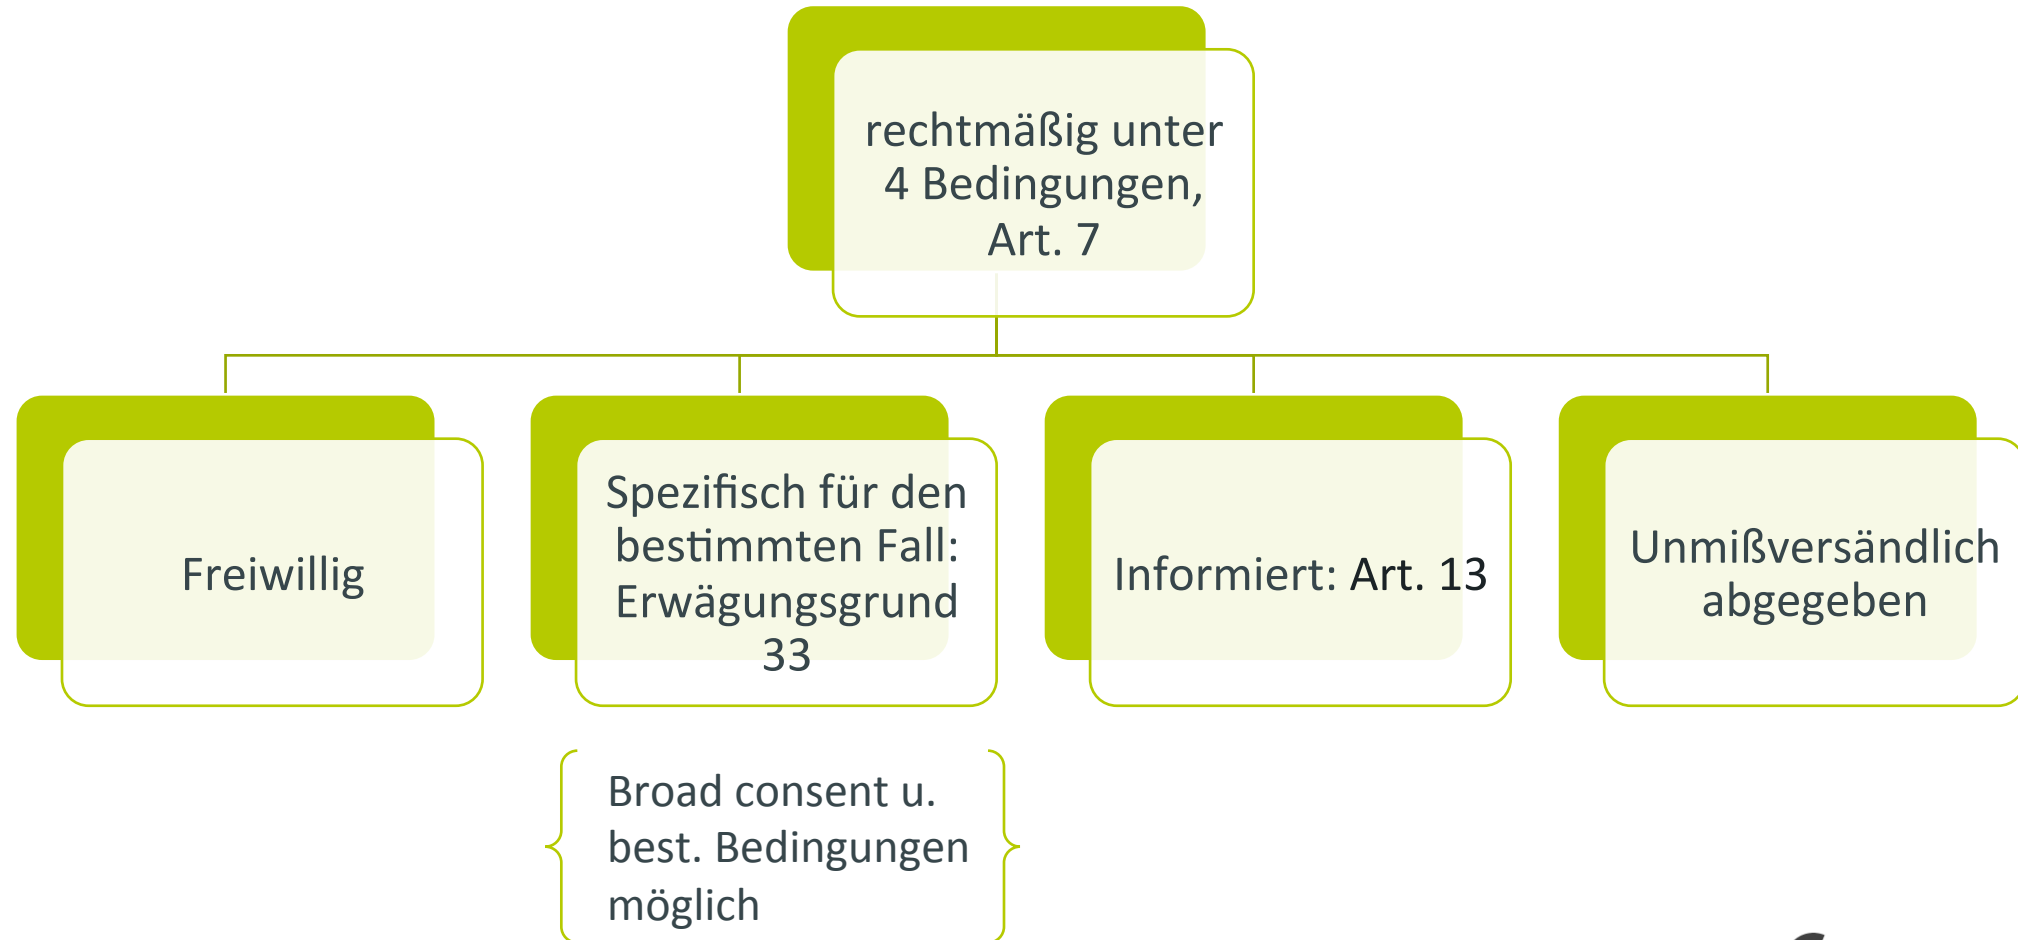 rechtmäßig unter
4 Bedingungen,
Art. 7
Freiwillig
Spezifisch für den
bestimmten Fall:
Erwägungsgrund
33
Informiert: Art. 13
Unmißversändlich
abgegeben
Broad consent u.
best. Bedingungen
möglich